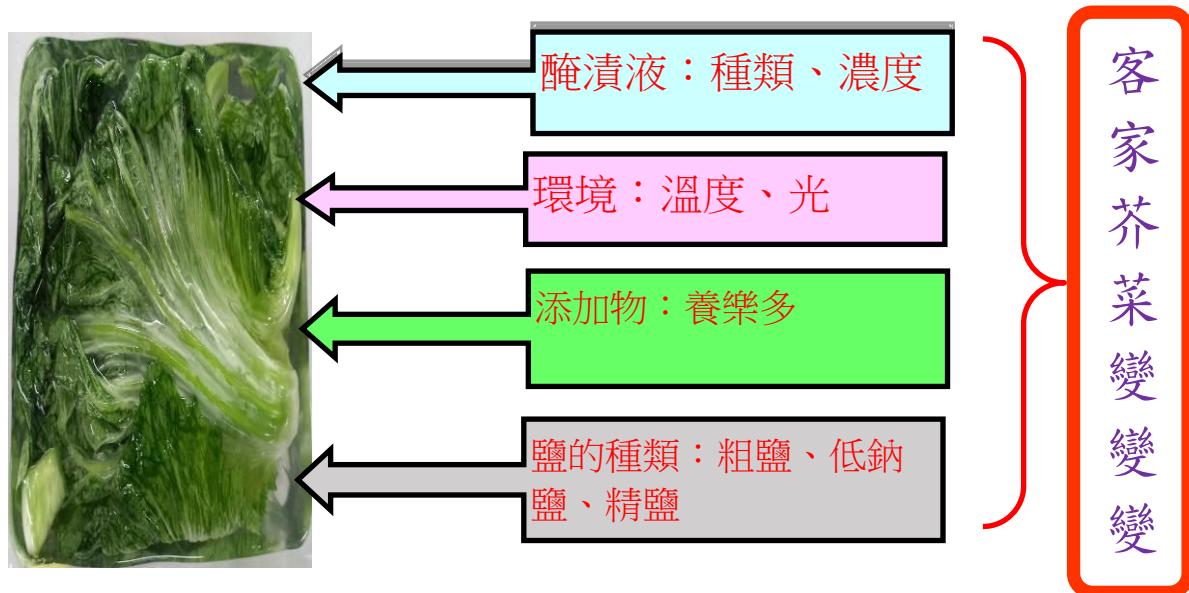 醃漬液：種類、濃度
環境：溫度、光
添加物：養樂多
鹽的種類：粗鹽、低鈉
鹽、精鹽
客家芥菜變變變